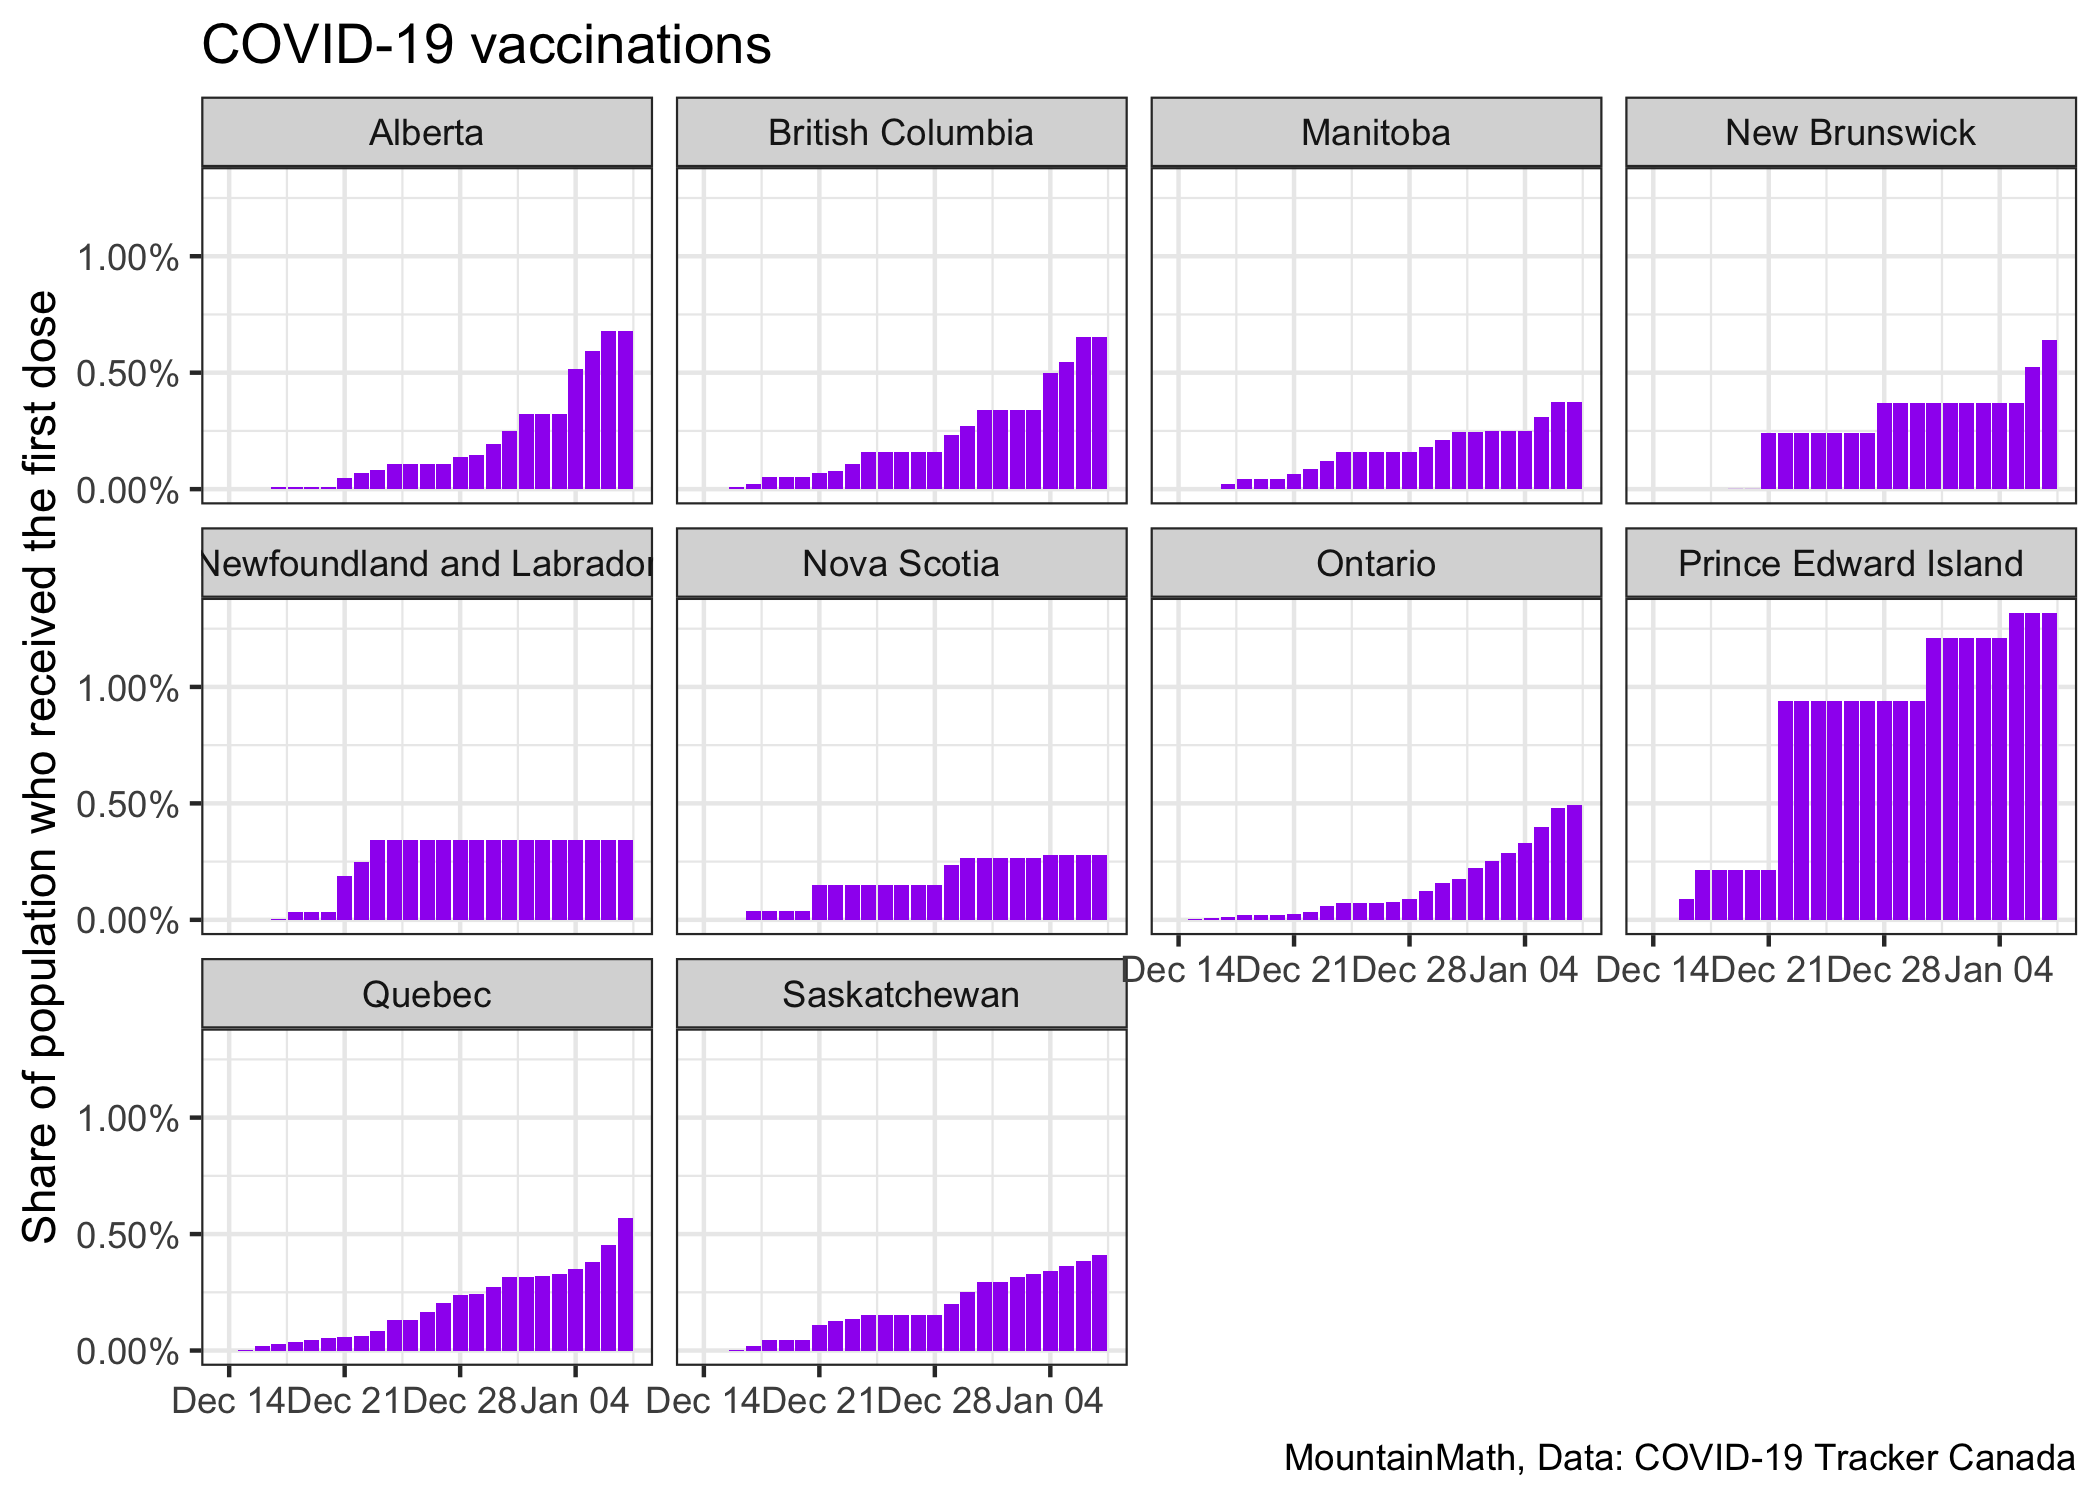 COVID-19 vaccinations
Share of population who received the first dose
Alberta
British Columbia
Manitoba
New Brunswick
1.00%
0.50%
0.00%
Newfoundland and Labrador
Nova Scotia
Ontario
Prince Edward Island
1.00%
0.50%
0.00%
Dec 14 Dec 21 Dec 28 Jan 04
Dec 14 Dec 21 Dec 28 Jan 04
Quebec
Saskatchewan
1.00%
0.50%
0.00%
Dec 14 Dec 21 Dec 28 Jan 04
Dec 14 Dec 21 Dec 28 Jan 04
MountainMath, Data: COVID-19 Tracker Canada